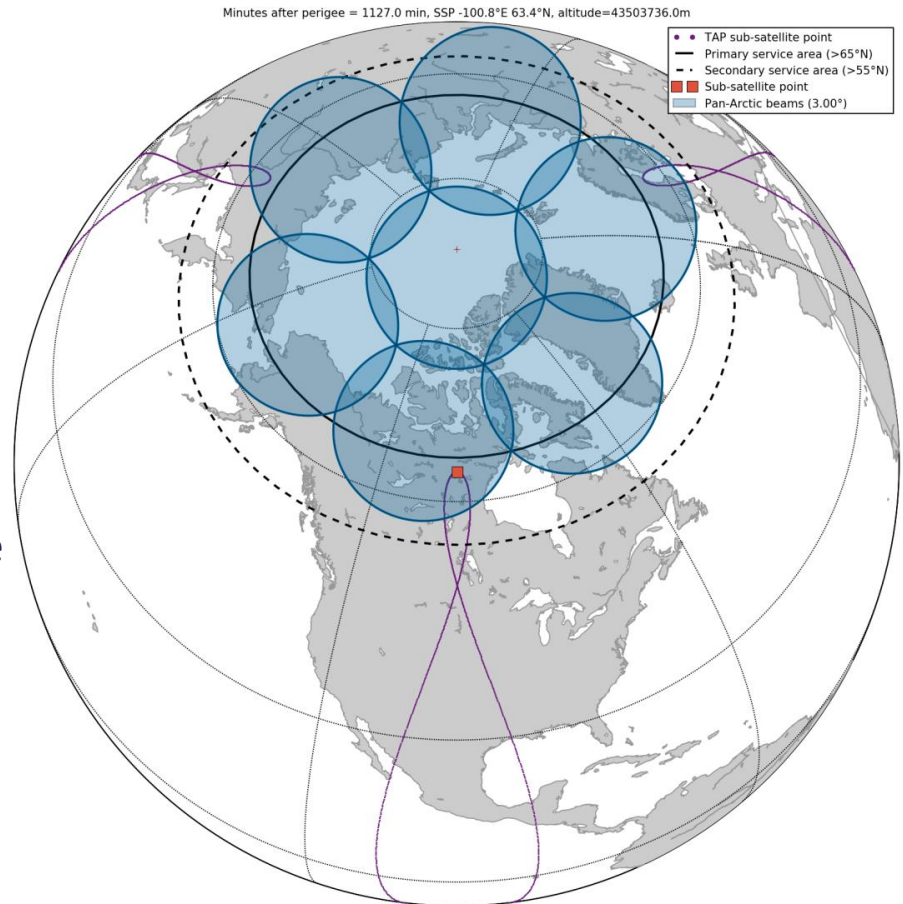 Minutes after perigee = 1127.0 min, SSP -100.8°E 63.4°N, altitude=43503736.0m
TAP sub-satellite point
Primary service area (>65°N)
Secondary service area (>55°N)
Sub-satellite point
Pan-Arctic beams (3.00°)